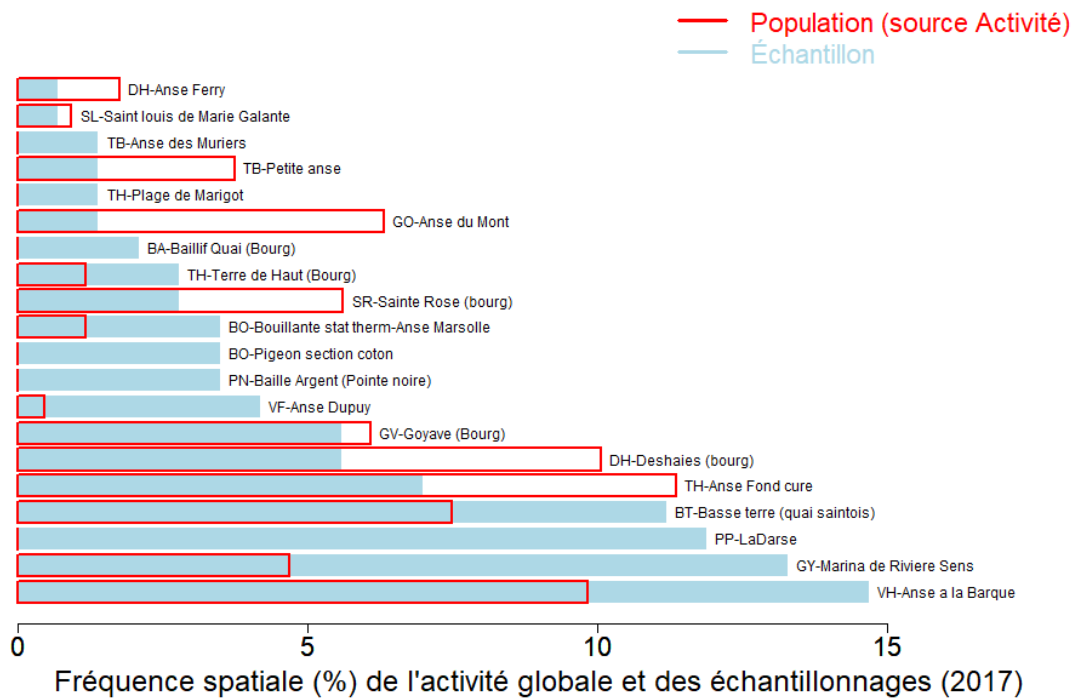 Population (source Activité)
Échantillon
DH-Anse Ferry
SL-Saint louis de Marie Galante
TB-Anse des Muriers
TB-Petite anse
TH-Plage de Marigot
GO-Anse du Mont
BA-Baillif Quai (Bourg)
TH-Terre de Haut (Bourg)
SR-Sainte Rose (bourg)
BO-Bouillante stat therm-Anse Marsolle
BO-Pigeon section coton
PN-Baille Argent (Pointe noire)
VF-Anse Dupuy
GV-Goyave (Bourg)
DH-Deshaies (bourg)
TH-Anse Fond cure
BT-Basse terre (quai saintois)
PP-LaDarse
GY-Marina de Riviere Sens
VH-Anse a la Barque
0 5 10 15
Fréquence spatiale (%) de l'activité globale et des échantillonnages (2017)